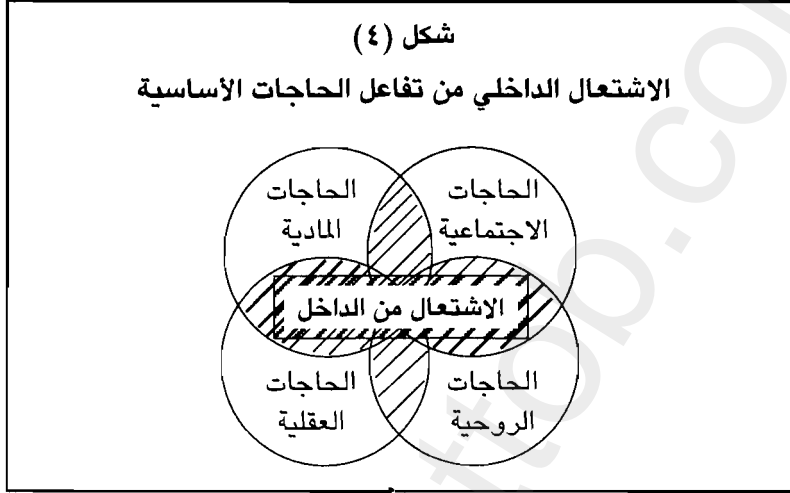 شكل (٤)
الاشتعال الداخلي من تفاعل الحاجات الأساسية
الحاجات
الاجتماعية
الحاجات
المادية
الاشتعال من الداخل
الحاجات
الروحية
الحاجات
العقلية